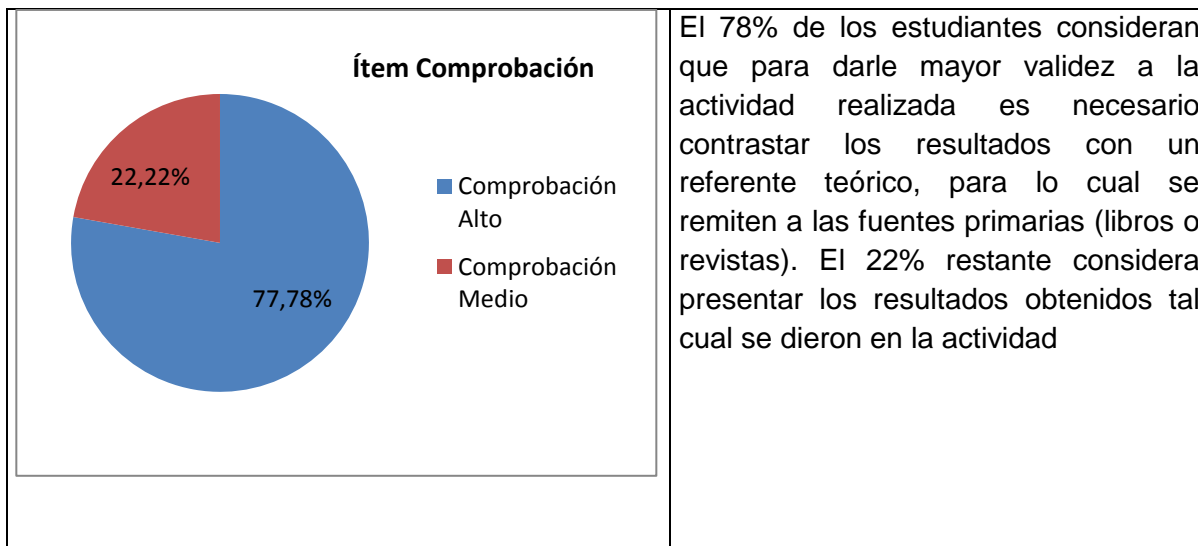 Ítem Comprobación
22,22%
77,78%
Comprobación
Alto
Comprobación
Medio
El 78% de los estudiantes consideran
que para darle mayor validez a la
actividad realizada es necesario
contrastar los resultados con un
referente teórico, para lo cual se
remiten a las fuentes primarias (libros o
revistas). El 22% restante considera
presentar los resultados obtenidos tal
cual se dieron en la actividad